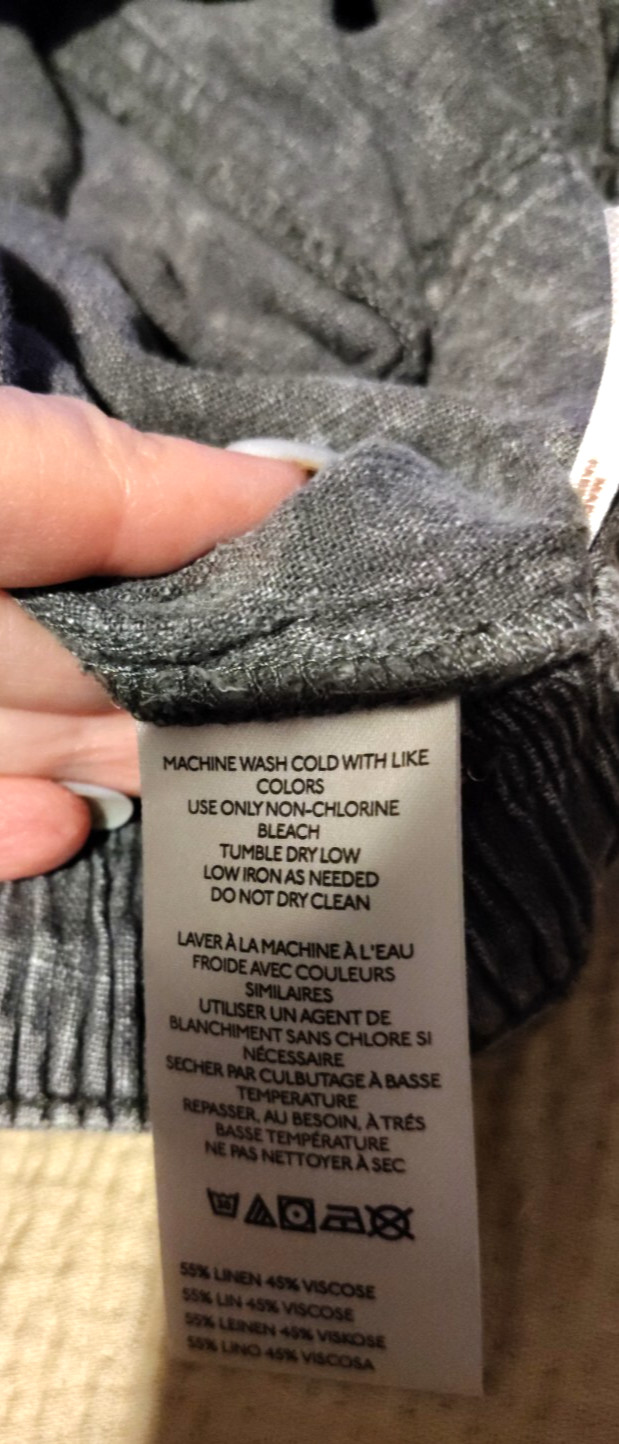 MACHINE WASH COLD WITH LIKE
COLORS
USE ONLY NON-CHLORINE
BLEACH
TUMBLE DRY LOW
LOW IRON AS NEEDED
DO NOT DRY CLEAN
LAVER À LA MACHINE À L'EAU
FROIDE AVEC COULEURS
SIMILAIRES
UTILISER UN AGENT DE
BLANCHIMENT SANS CHLORE SI
NÉCESSAIRE
SECHER PAR CULBUTAGE À BASSE
TEMPERATURE
REPASSER, AU BESOIN, À TRÉS
BASSE TEMPÉRATURE
NE PAS NETTOYER À SEC
55% LINEN 45% VISCOSE
55% LIN 45% VISCOSE
55% LEINEN 45% VISKOSE
55% LINO 45% VISCOSA